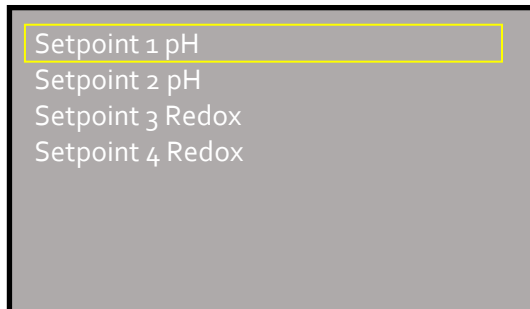 Setpoint 1 pH
Setpoint 2 pH
Setpoint 3 Redox
Setpoint 4 Redox